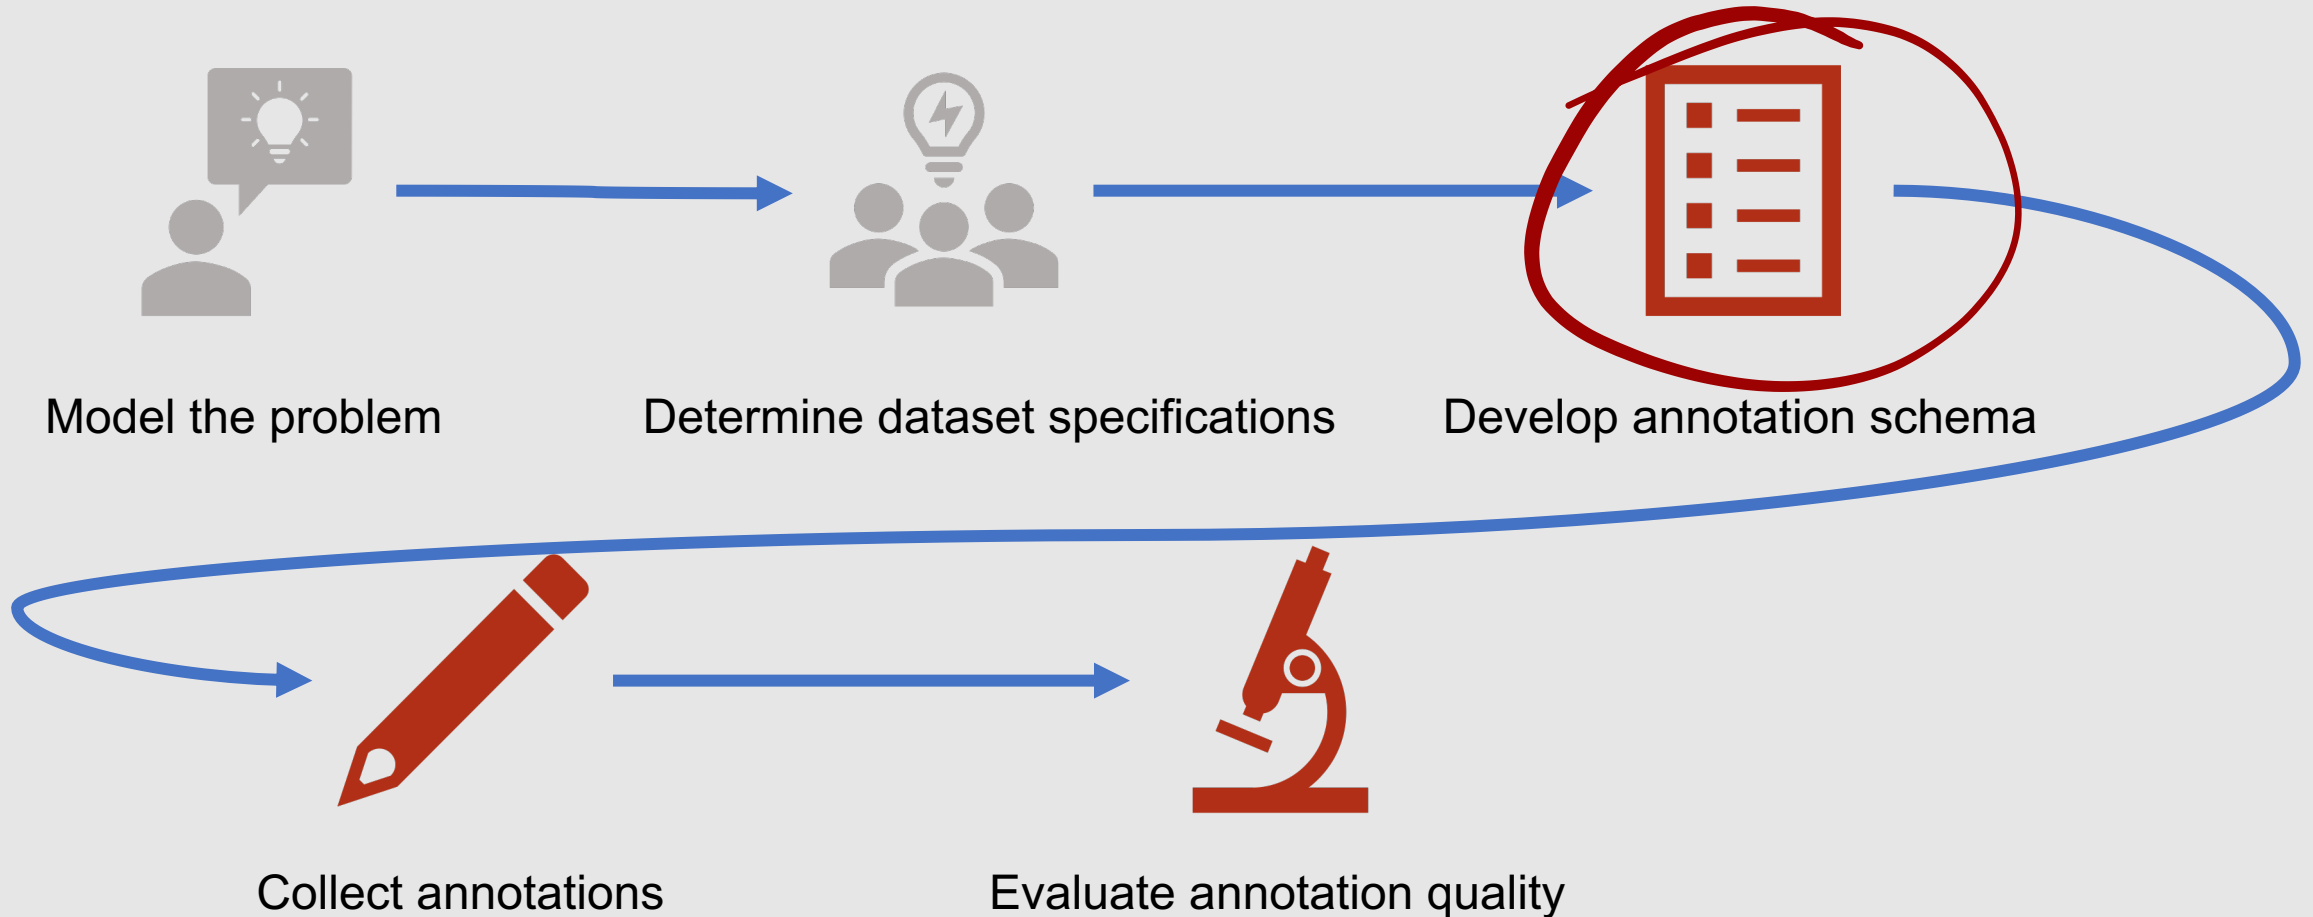 Model the problem
Determine dataset specifications
Develop annotation schema
Collect annotations
Evaluate annotation quality